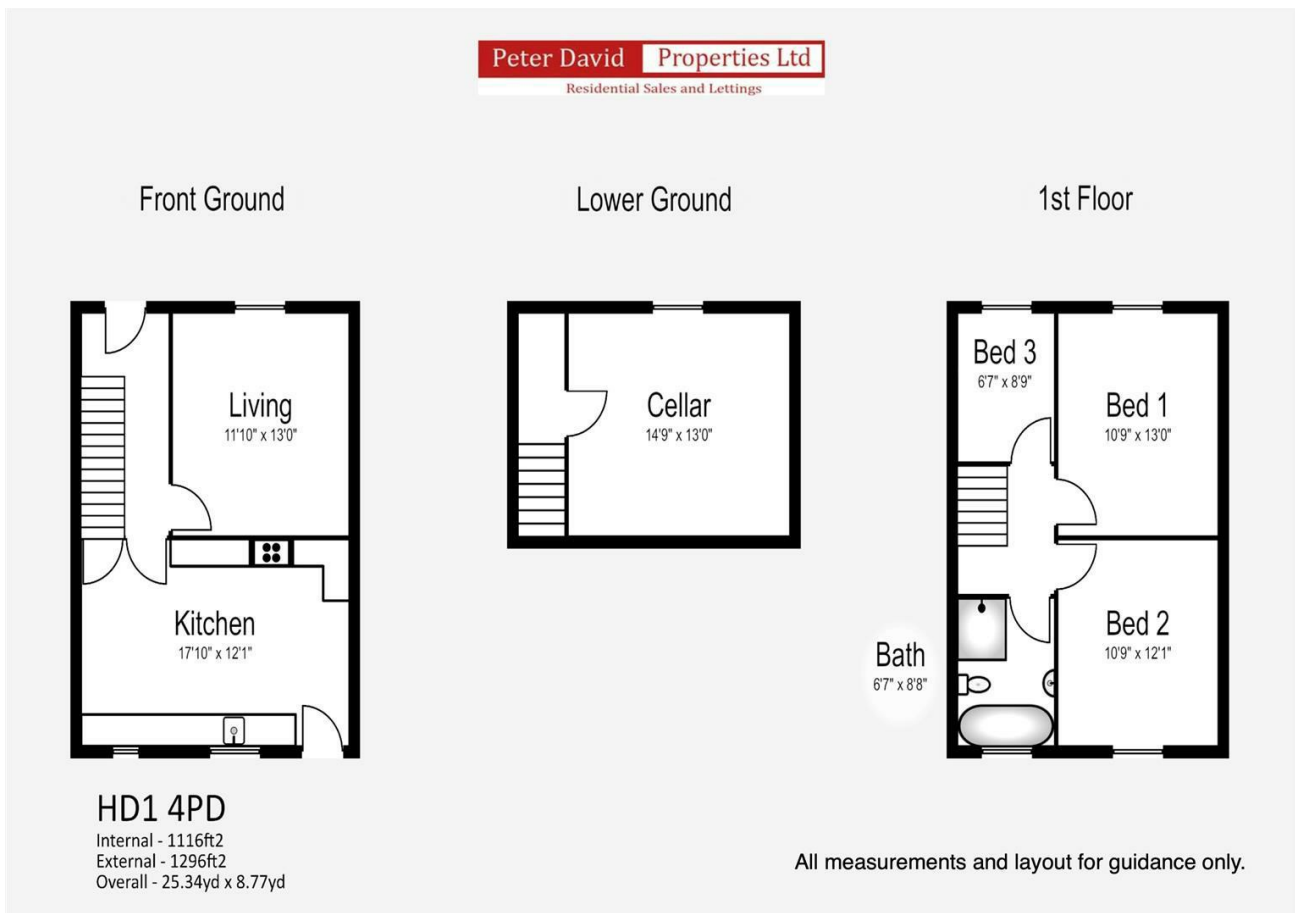 Peter David Properties Ltd
Residential Sales and Lettings
Front Ground
Lower Ground
1st Floor
Living
11'10" x 13'0"
Kitchen
17'10" x 12'1"
Cellar
14'9" x 13'0"
Bed 3
6'7" x 8'9"
Bed 1
10'9" x 13'0"
Bath
6'7" x 8'8"
Bed 2
10'9" x 12'1"
HD1 4PD
Internal - 1116ft2
External - 1296ft2
Overall - 25.34yd x 8.77yd
All measurements and layout for guidance only.